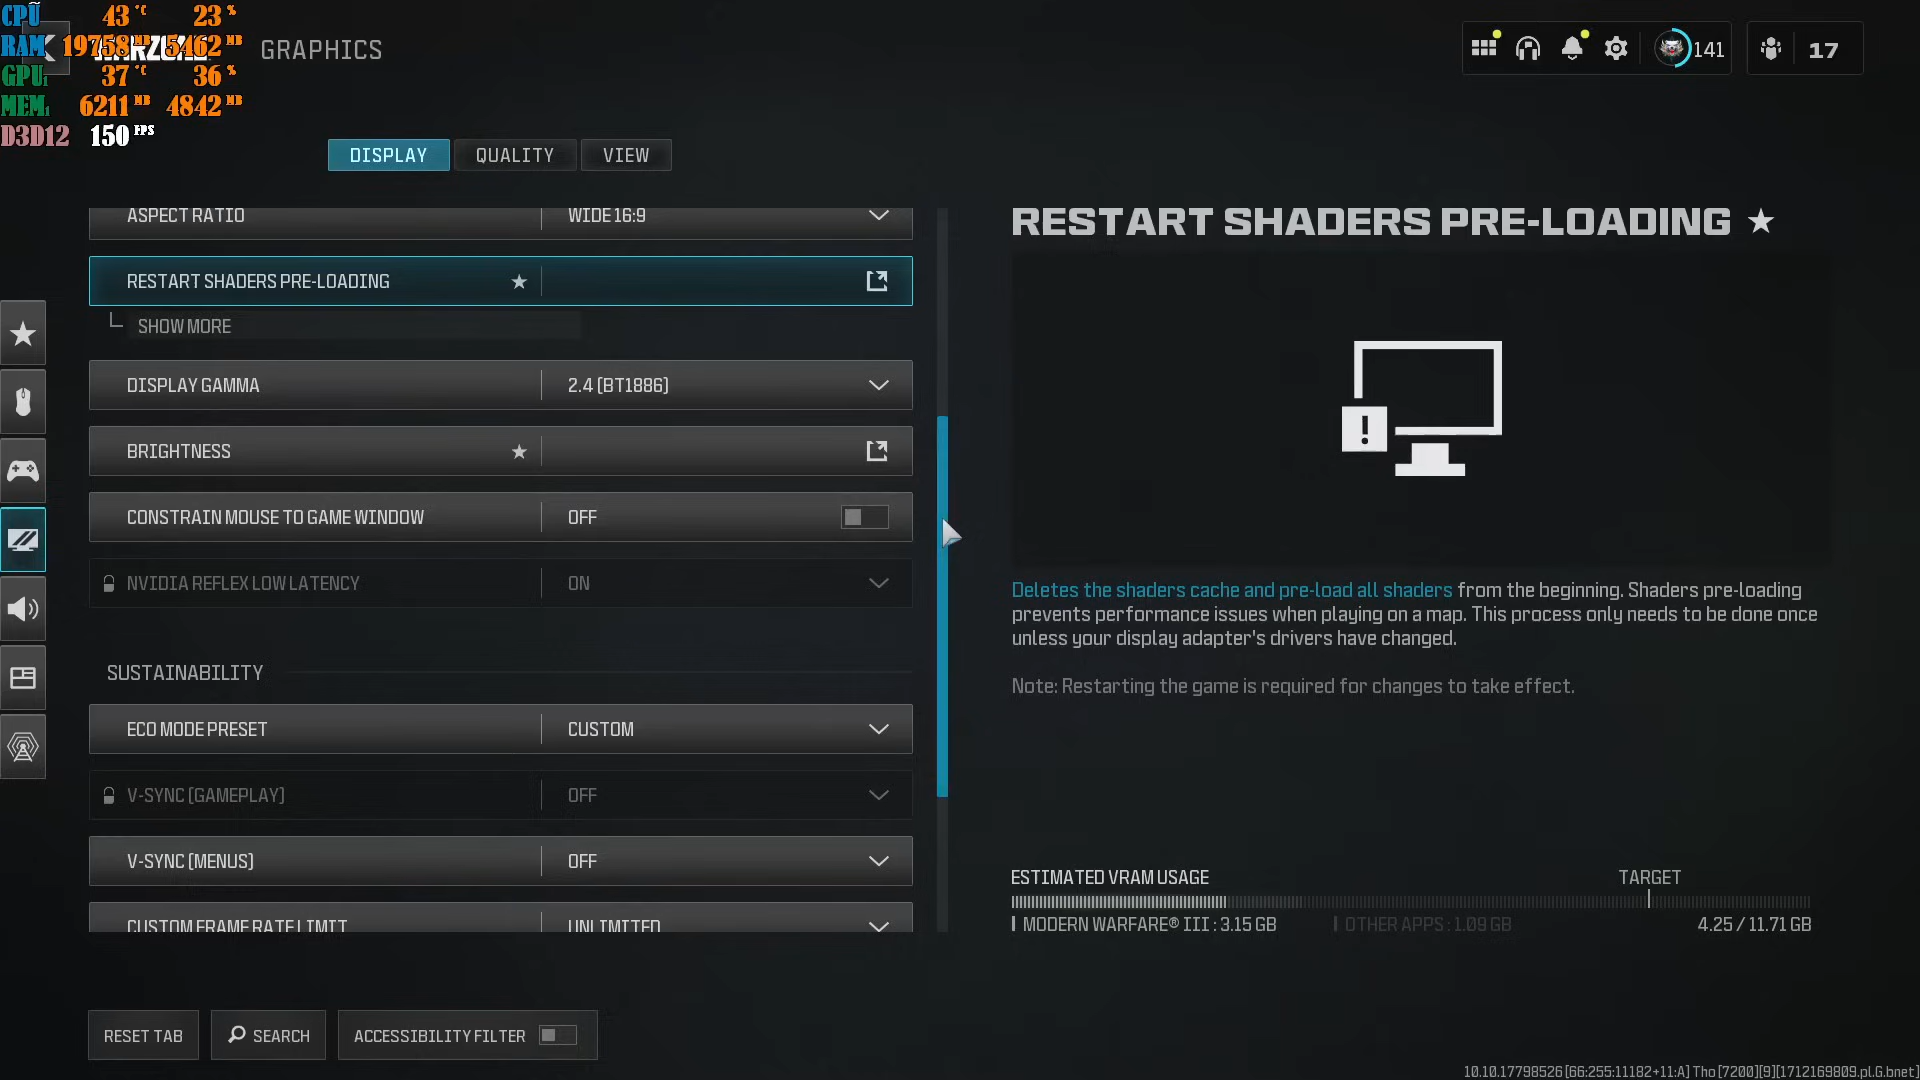 CPU 43 °C 23 %
RAM 19758 MB 5462 MB
GPU1 37 °C 36 %
MEM1 6211 MB 4842 MB
D3D12 150 FPS
GRAPHICS
141
17
DISPLAY
QUALITY
VIEW
ASPECT RATIO
WIDE 16:9
RESTART SHADERS PRE-LOADING
SHOW MORE
DISPLAY GAMMA
2.4 (BT1886)
BRIGHTNESS
CONSTRAIN MOUSE TO GAME WINDOW
OFF
NVIDIA REFLEX LOW LATENCY
ON
SUSTAINABILITY
ECO MODE PRESET
CUSTOM
V-SYNC (GAMEPLAY)
OFF
V-SYNC (MENUS)
OFF
CUSTOM FRAME RATE LIMIT
UNLIMITED
RESTART SHADERS PRE-LOADING
Deletes the shaders cache and pre-load all shaders from the beginning. Shaders pre-loading
prevents performance issues when playing on a map. This process only needs to be done once
unless your display adapter's drivers have changed.
Note: Restarting the game is required for changes to take effect.
ESTIMATED VRAM USAGE
TARGET
MODERN WARFARE® III : 3.15 GB
OTHER APPS : 1.09 GB
4.25 / 11.71 GB
RESET TAB
SEARCH
ACCESSIBILITY FILTER
10.10.17798526 [66:255:11182+11:A] Tho [7200][9][1712169809.pl.G.bnet]